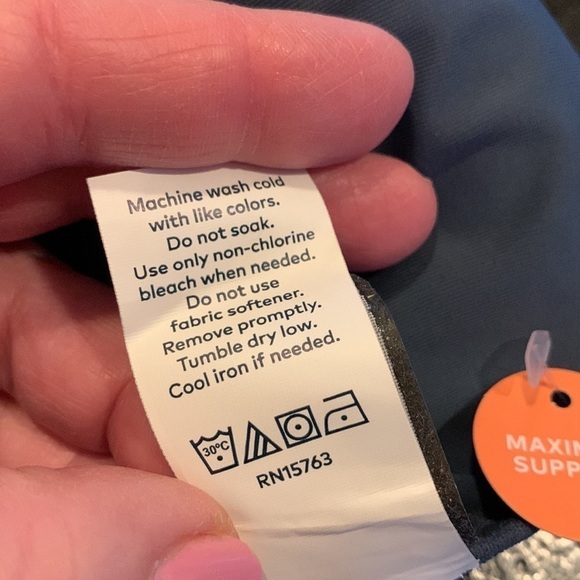 Machine wash cold
with like colors.
Do not soak.
Use only non-chlorine
bleach when needed.
Do not use
fabric softener.
Remove promptly.
Tumble dry low.
Cool iron if needed.
30°C
RN15763
MAXIM
SUPP